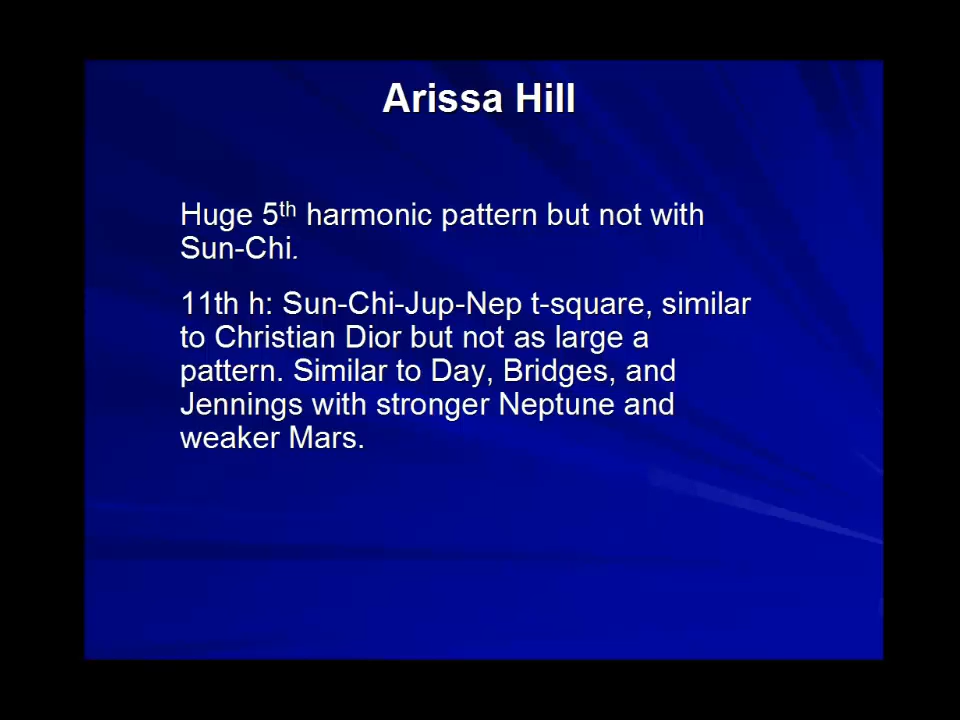 Arissa Hill
Huge 5th harmonic pattern but not with
Sun-Chi.
11th h: Sun-Chi-Jup-Nep t-square, similar
to Christian Dior but not as large a
pattern. Similar to Day, Bridges, and
Jennings with stronger Neptune and
weaker Mars.